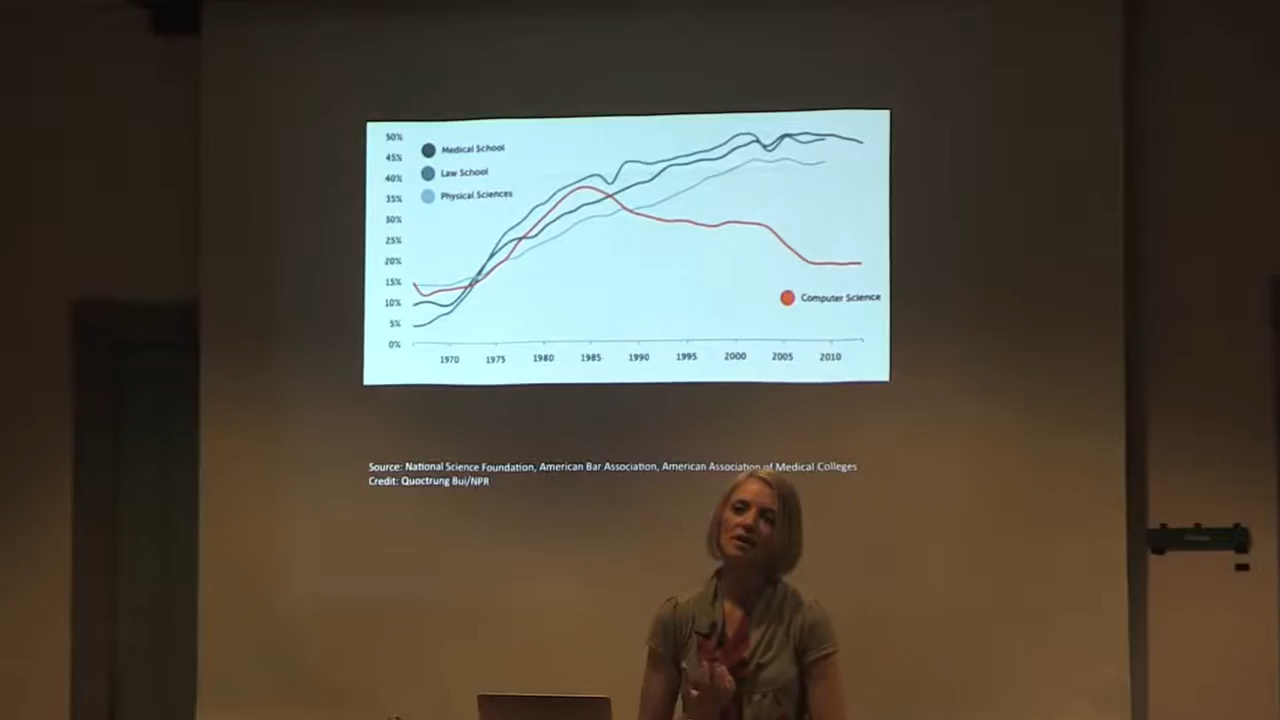 50%
45%
40%
35%
30%
25%
20%
15%
10%
5%
0%
Medical School
Law School
Physical Sciences
Computer Science
1970 1975 1980 1985 1990 1995 2000 2005 2010
Source: National Science Foundation, American Bar Association, American Association of Medical Colleges
Credit: Quoctrung Bui/NPR